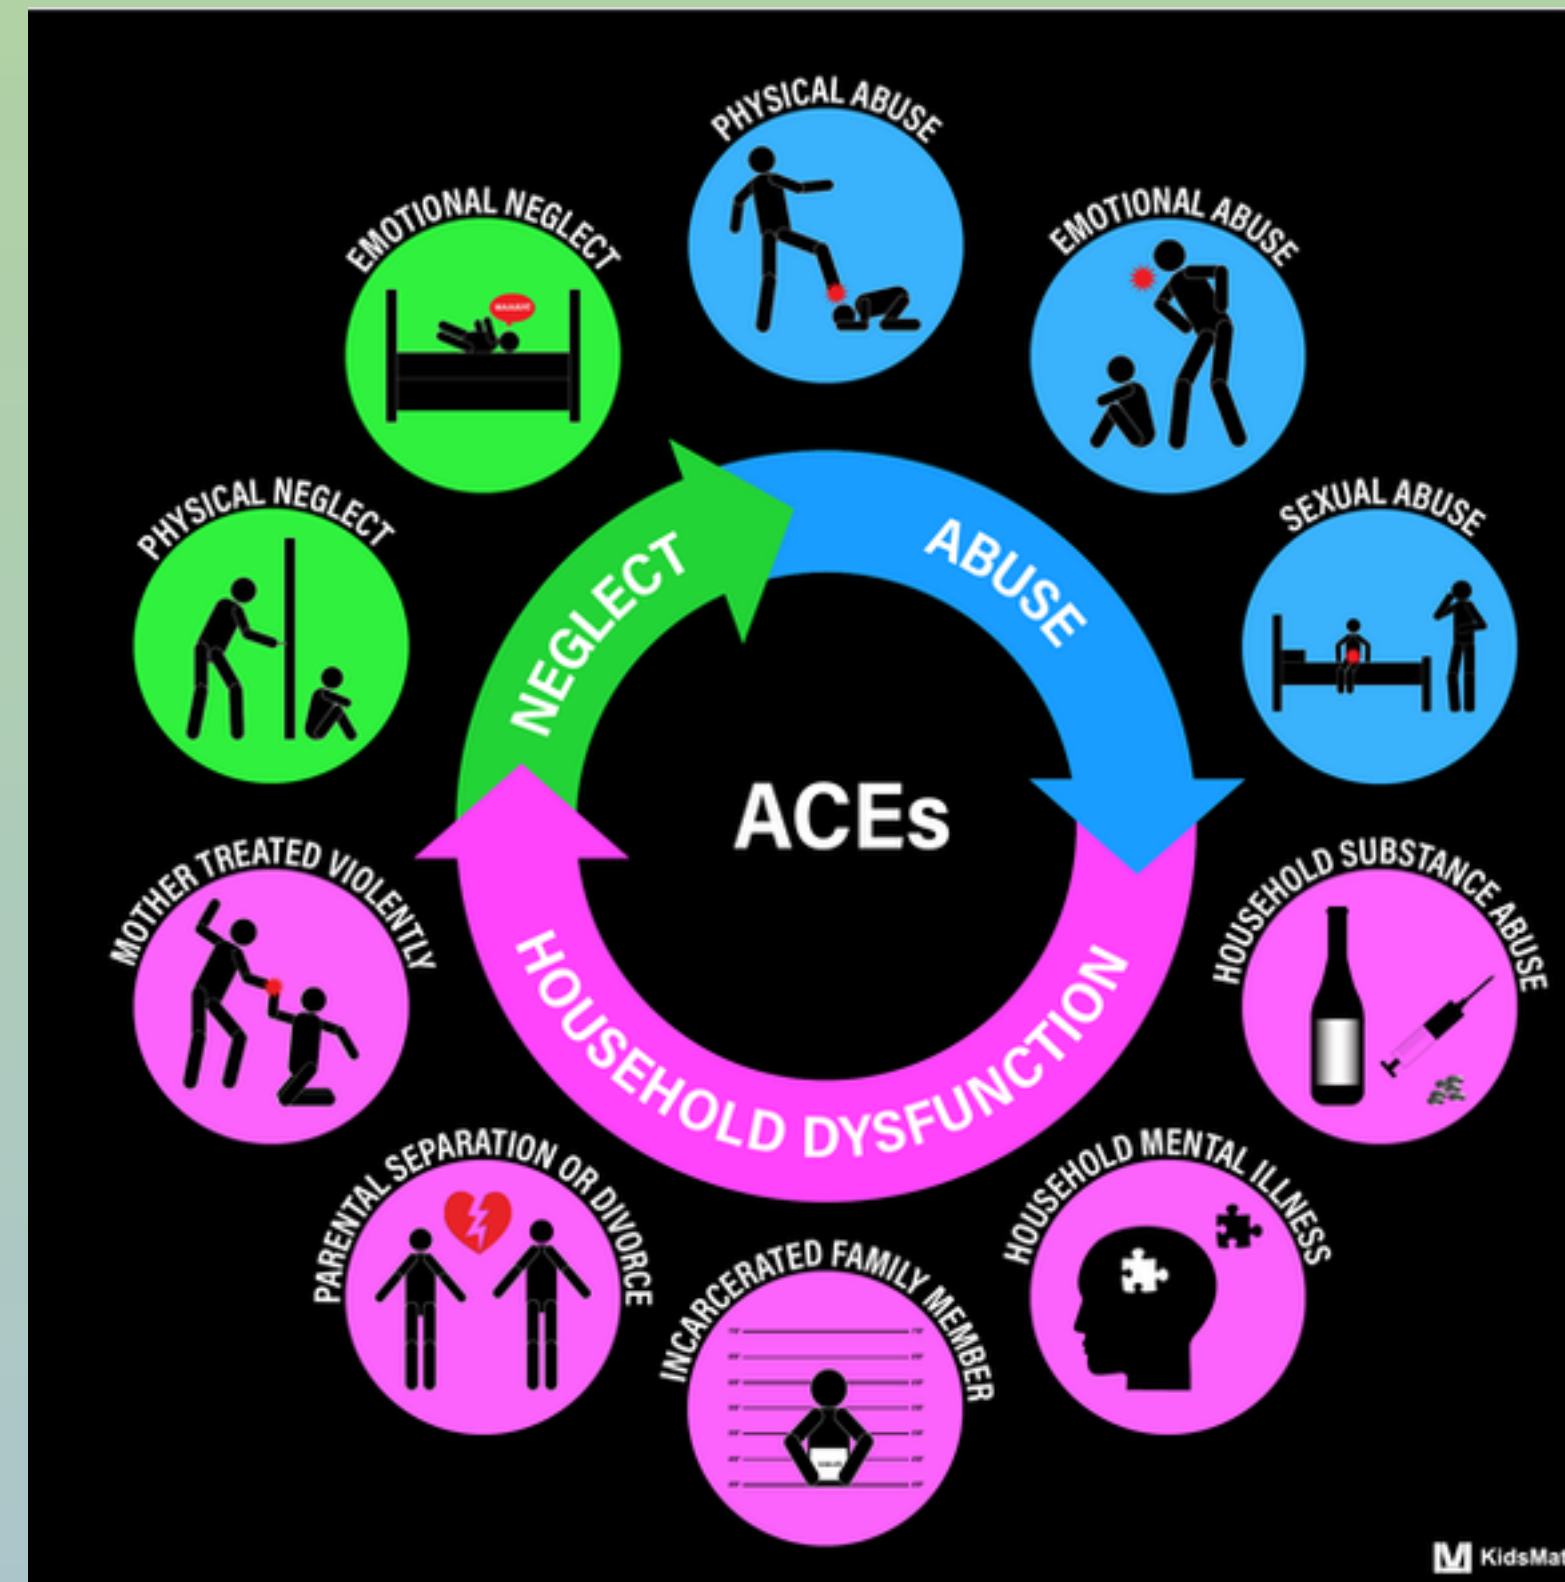 PHYSICAL ABUSE
EMOTIONAL ABUSE
SEXUAL ABUSE
HOUSEHOLD SUBSTANCE ABUSE
HOUSEHOLD MENTAL ILLNESS
INCARCERATED FAMILY MEMBER
PARENTAL SEPARATION OR DIVORCE
MOTHER TREATED VIOLENTLY
PHYSICAL NEGLECT
EMOTIONAL NEGLECT
NEGLECT
ABUSE
HOUSEHOLD DYSFUNCTION
ACEs
KidsMat